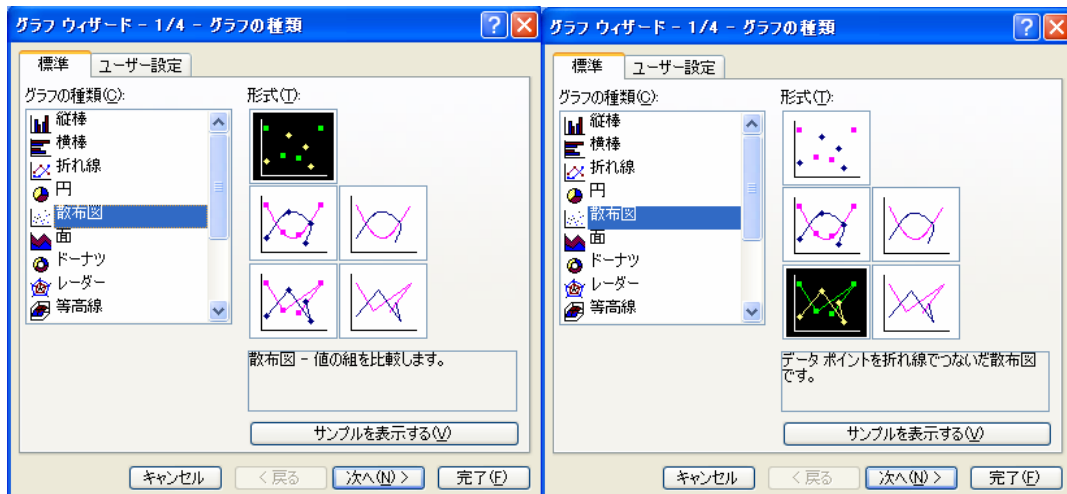 グラフ ウィザード - 1/4 - グラフの種類
標準
ユーザー設定
グラフの種類(C):
形式(T):
縦棒
横棒
折れ線
円
散布図
面
ドーナツ
レーダー
等高線
散布図 - 値の組を比較します。
サンプルを表示する(V)
キャンセル
< 戻る
次へ(N) >
完了(F)
グラフ ウィザード - 1/4 - グラフの種類
標準
ユーザー設定
グラフの種類(C):
形式(T):
縦棒
横棒
折れ線
円
散布図
面
ドーナツ
レーダー
等高線
データ ポイントを折れ線でつないだ散布図
です。
サンプルを表示する(V)
キャンセル
< 戻る
次へ(N) >
完了(F)